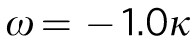 ω = − 1.0κ